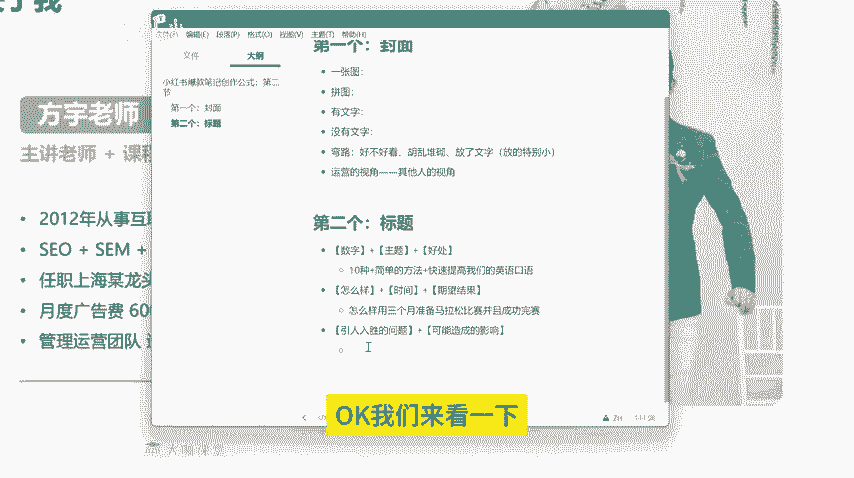 文件(F) 编辑(E) 段落(P) 格式(O) 视图(V) 主题(T) 帮助(H)
文件 大纲
小红书爆款笔记创作公式：第二节
第一个：封面
第二个：标题
第一个：封面
一张图：
拼图：
有文字：
没有文字：
弯路：好不好看、胡乱堆砌、放了文字（放的特别小）
运营的视角——其他人的视角
第二个：标题
【数字】+【主题】+【好处】
10种+简单的方法+快速提高我们的英语口语
【怎么样】+【时间】+【期望结果】
怎么样用三个月准备马拉松比赛并且成功完赛
【引人入胜的问题】+【可能造成的影响】
方宇老师
主讲老师 + 课程
2012年从事互联
SEO + SEM +
任职上海某龙头
月度广告费 600
管理运营团队
OK我们来看一下
大咖课堂